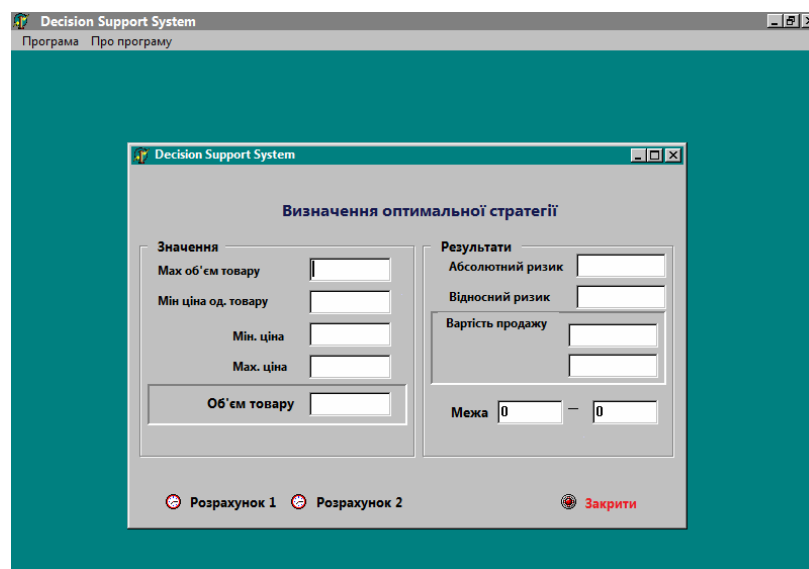 Decision Support System
Програма Про програму
Decision Support System
Визначення оптимальної стратегії
Значення
Мах об'єм товару
Мін ціна од. товару
Мін. ціна
Мах. ціна
Об'єм товару
Результати
Абсолютний ризик
Відносний ризик
Вартість продажу
Межа 0 – 0
Розрахунок 1 Розрахунок 2 Закрити